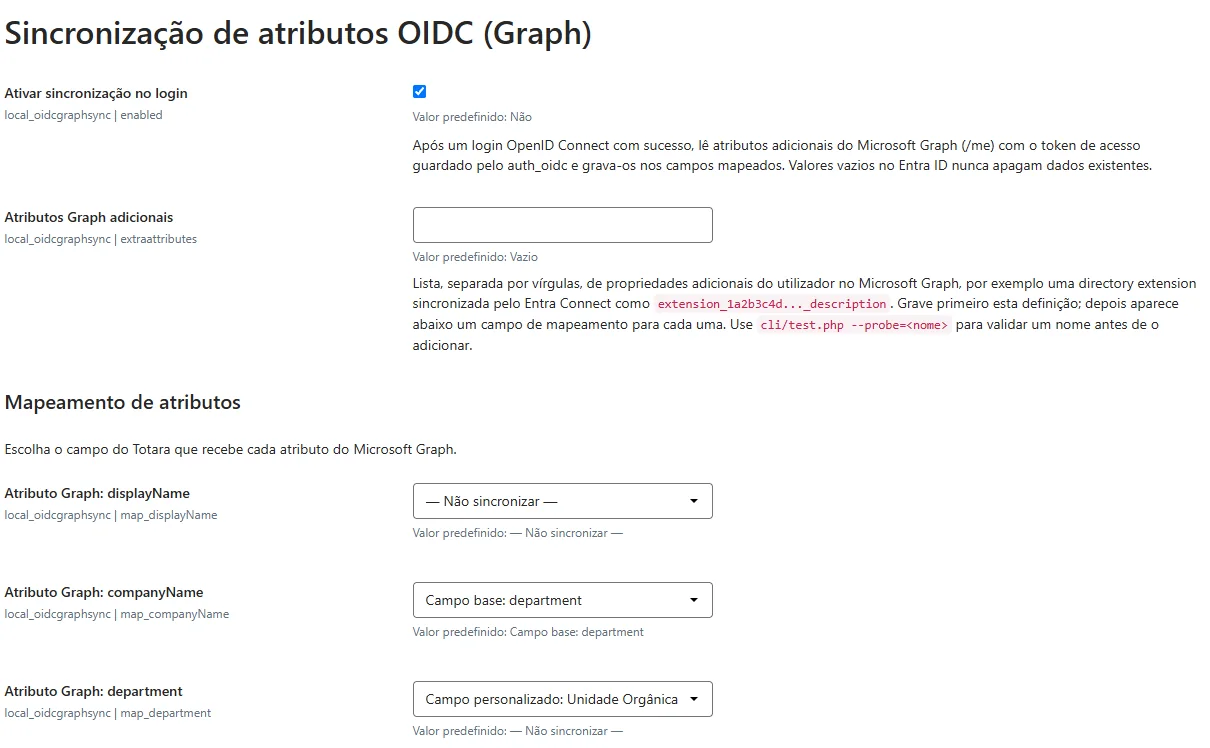 Sincronização de atributos OIDC (Graph)
Ativar sincronização no login
local_oidcgraphsync | enabled
Valor predefinido: Não
Após um login OpenID Connect com sucesso, lê atributos adicionais do Microsoft Graph (/me) com o token de acesso
guardado pelo auth_oidc e grava-os nos campos mapeados. Valores vazios no Entra ID nunca apagam dados existentes.
Atributos Graph adicionais
local_oidcgraphsync | extraattributes
Valor predefinido: Vazio
Lista, separada por vírgulas, de propriedades adicionais do utilizador no Microsoft Graph, por exemplo uma directory extension
sincronizada pelo Entra Connect como extension_1a2b3c4d..._description. Grave primeiro esta definição; depois aparece
abaixo um campo de mapeamento para cada uma. Use cli/test.php --probe=<nome> para validar um nome antes de o
adicionar.
Mapeamento de atributos
Escolha o campo do Totara que recebe cada atributo do Microsoft Graph.
Atributo Graph: displayName
local_oidcgraphsync | map_displayName
— Não sincronizar —
Valor predefinido: — Não sincronizar —
Atributo Graph: companyName
local_oidcgraphsync | map_companyName
Campo base: department
Valor predefinido: Campo base: department
Atributo Graph: department
local_oidcgraphsync | map_department
Campo personalizado: Unidade Orgânica
Valor predefinido: — Não sincronizar —